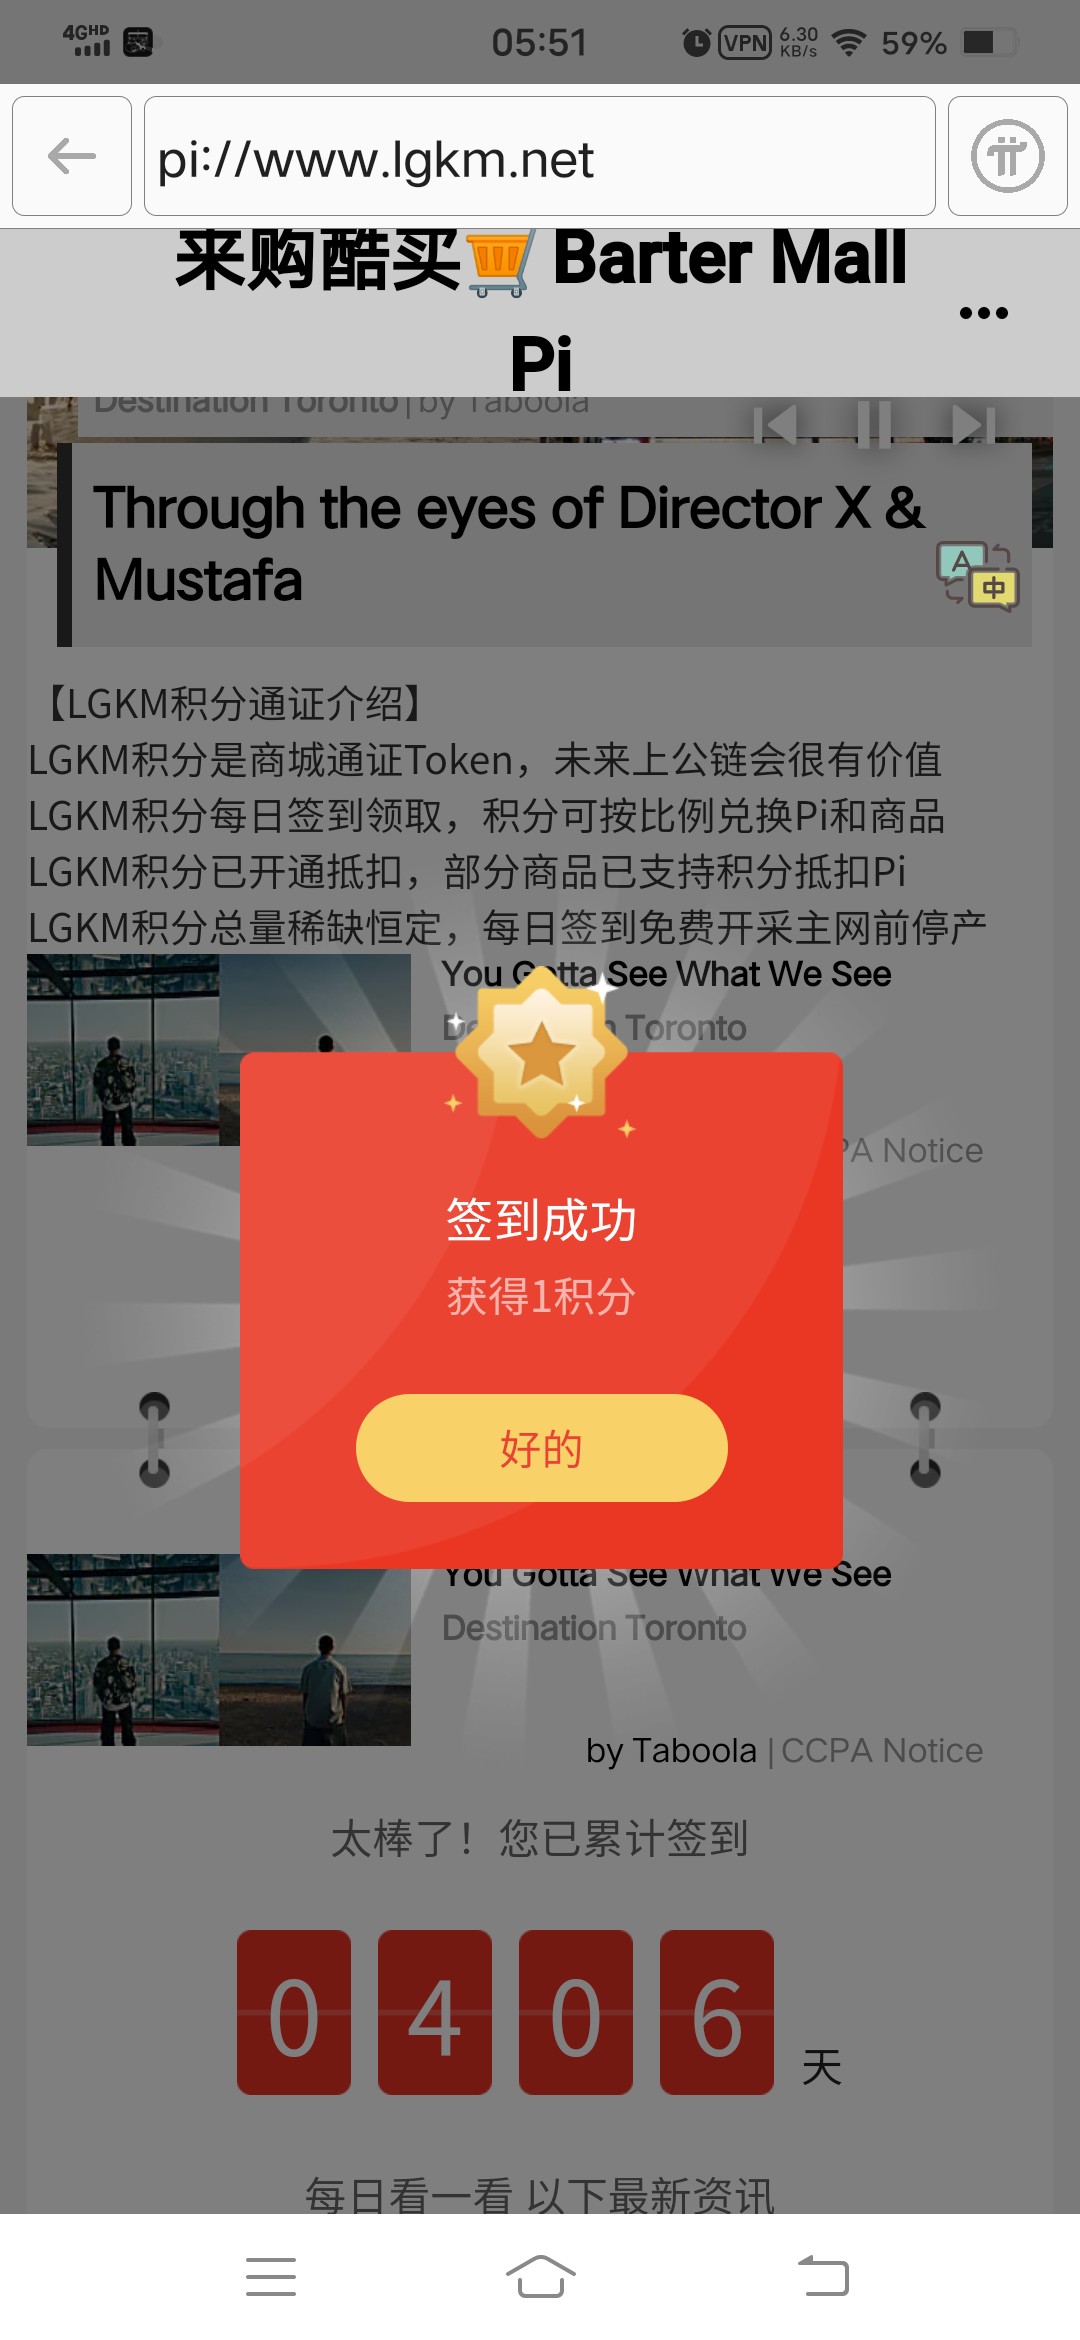 4GHD
05:51
VPN
6.30
KB/s
59%
pi://www.lgkm.net
来购酷买🛒Barter Mall
Pi
Destination Toronto | by Taboola
Through the eyes of Director X &
Mustafa
A
中
【LGKM积分通证介绍】
LGKM积分是商城通证Token，未来上公链会很有价值
LGKM积分每日签到领取，积分可按比例兑换Pi和商品
LGKM积分已开通抵扣，部分商品已支持积分抵扣Pi
LGKM积分总量稀缺恒定，每日签到免费开采主网前停产
You Gotta See What We See
Toronto
PA Notice
签到成功
获得1积分
好的
You Gotta See What We See
Destination Toronto
by Taboola | CCPA Notice
太棒了！您已累计签到
0 4 0 6 天
每日看一看 以下最新资讯